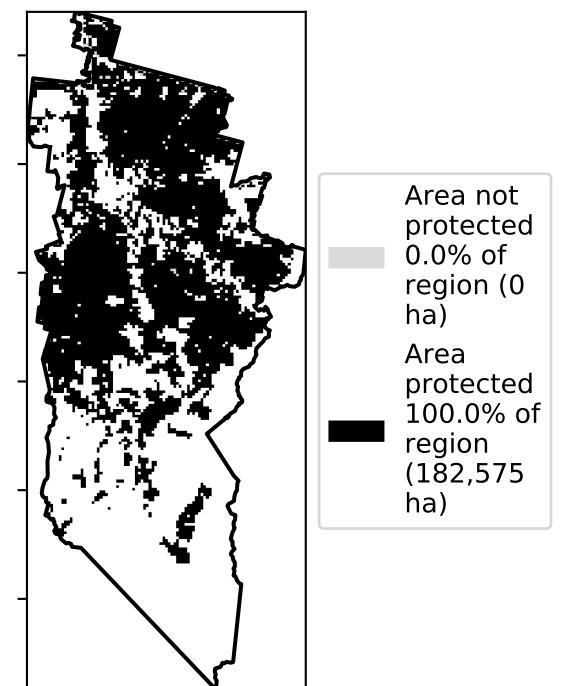 Area not
protected
0.0% of
region (0
ha)
Area
protected
100.0% of
region
(182,575
ha)